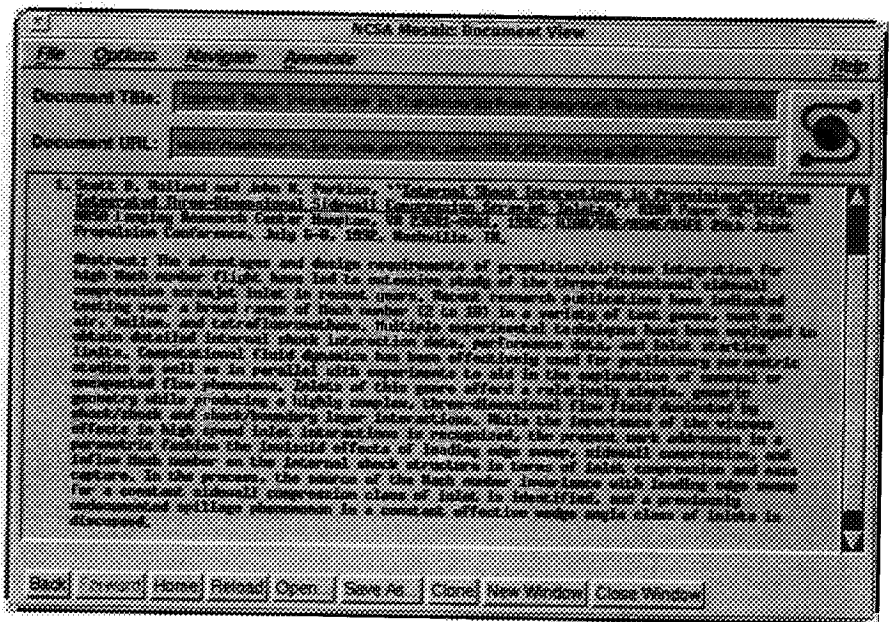 NCSA Mosaic: Document View
File Options Navigate Annotate Help
Document Title: Internal Shock Interactions in Propulsion/Airframe Integrated Three-Dimensional
Document URL:
1. Scott D. Holland and John N. Perkins, ``Internal Shock Interactions in Propulsion/Airframe
Integrated Three-Dimensional Sidewall Compression Scramjet Inlets,''
NASA Langley Research Center Hampton, VA 1992, 28th Joint
Propulsion Conference, July 6-8, 1992, Nashville, TN.
Abstract: The advantages and design requirements of propulsion/airframe integration for
high Mach number flight have led to extensive study of the three-dimensional sidewall
compression scramjet inlet in recent years. Recent research publications have indicated
testing over a broad range of Mach number (2 to 18) in a variety of test gases, such as
air, helium, and tetrafluoromethane. Multiple experimental techniques have been employed to
obtain detailed internal shock interaction data, performance data, and inlet starting
limits. Computational fluid dynamics has been effectively used for preliminary parametric
studies as well as in parallel with experiments to aid in the explanation of unusual or
unexpected flow phenomena. Inlets of this genre afford a relatively simple, generic
geometry while producing a highly complex, three-dimensional flow field dominated by
shock/shock and shock/boundary layer interactions. While the importance of the viscous
effects in high speed inlet interactions is recognized, the present work addresses in a
parametric fashion the inviscid effects of leading edge sweep, sidewall compression, and
inflow Mach number on the internal shock structure in terms of inlet compression and mass
capture. In the process, the source of the Mach number invariance with leading edge sweep
for a constant sidewall compression class of inlet is identified, and a previously
undocumented spillage phenomenon in a constant effective wedge angle class of inlets is
discussed.
Back Forward Home Reload Open... Save As... Clone New Window Close Window